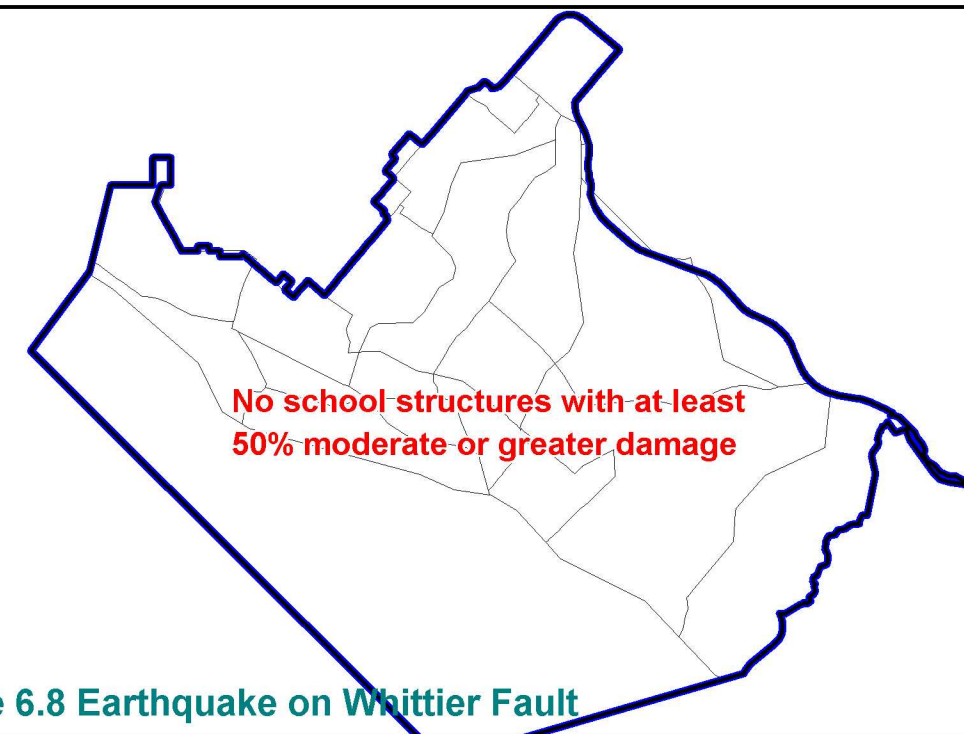 No school structures with at least
50% moderate or greater damage
e 6.8 Earthquake on Whittier Fault